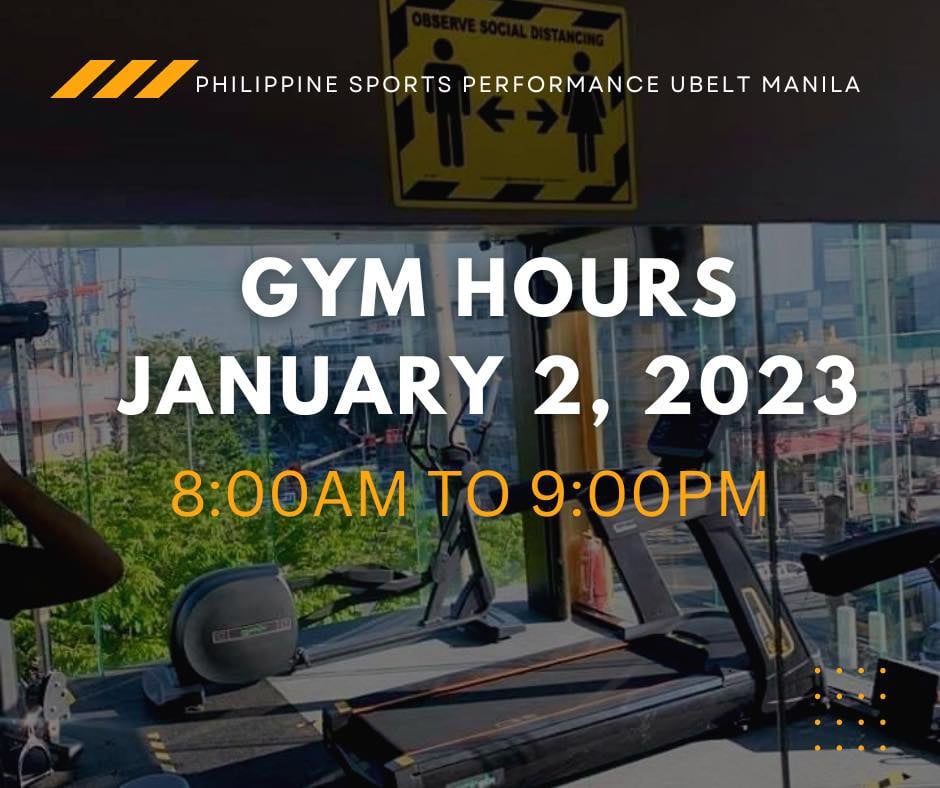 OBSERVE SOCIAL DISTANCING
PHILIPPINE SPORTS PERFORMANCE UBELT MANILA
GYM HOURS
JANUARY 2, 2023
8:00AM TO 9:00PM